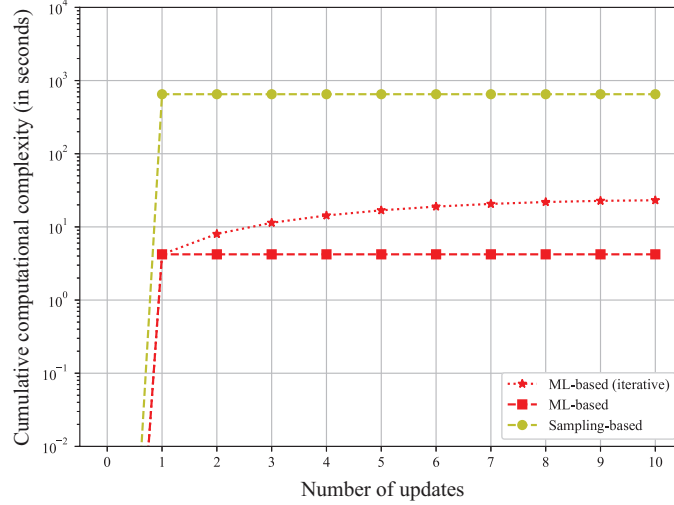 Cumulative computational complexity (in seconds)
10^4
10^3
10^2
10^1
10^0
10^−1
10^−2
0 1 2 3 4 5 6 7 8 9 10
Number of updates
ML-based (iterative)
ML-based
Sampling-based